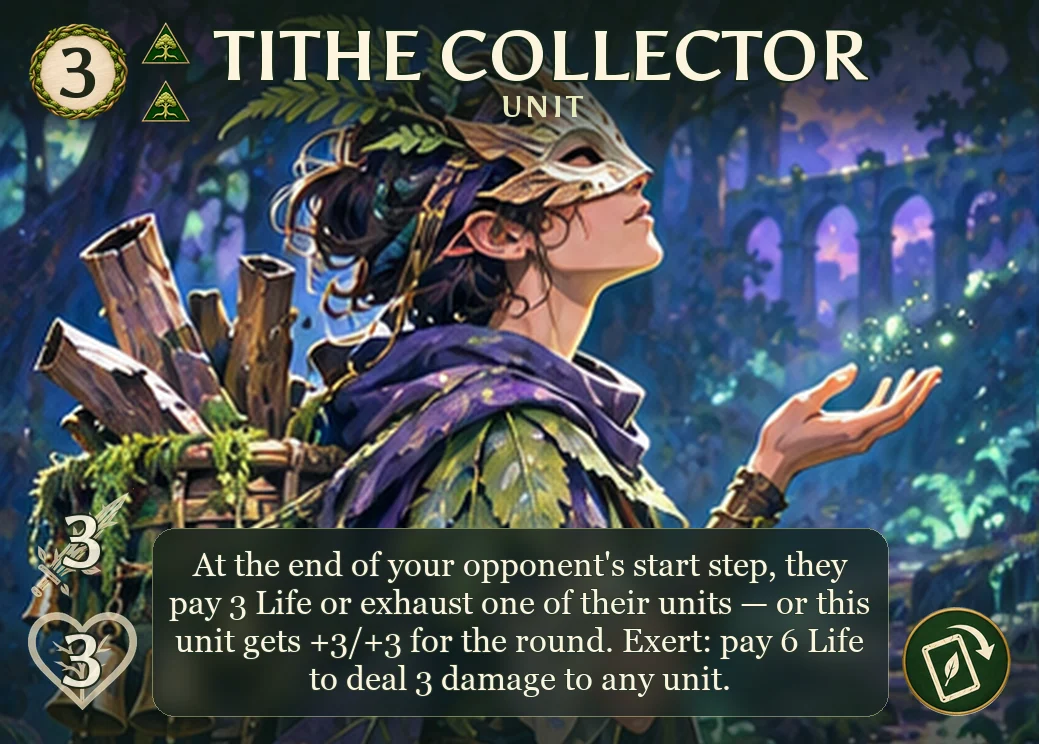 3
TITHE COLLECTOR
UNIT
3
3
At the end of your opponent's start step, they
pay 3 Life or exhaust one of their units — or this
unit gets +3/+3 for the round. Exert: pay 6 Life
to deal 3 damage to any unit.